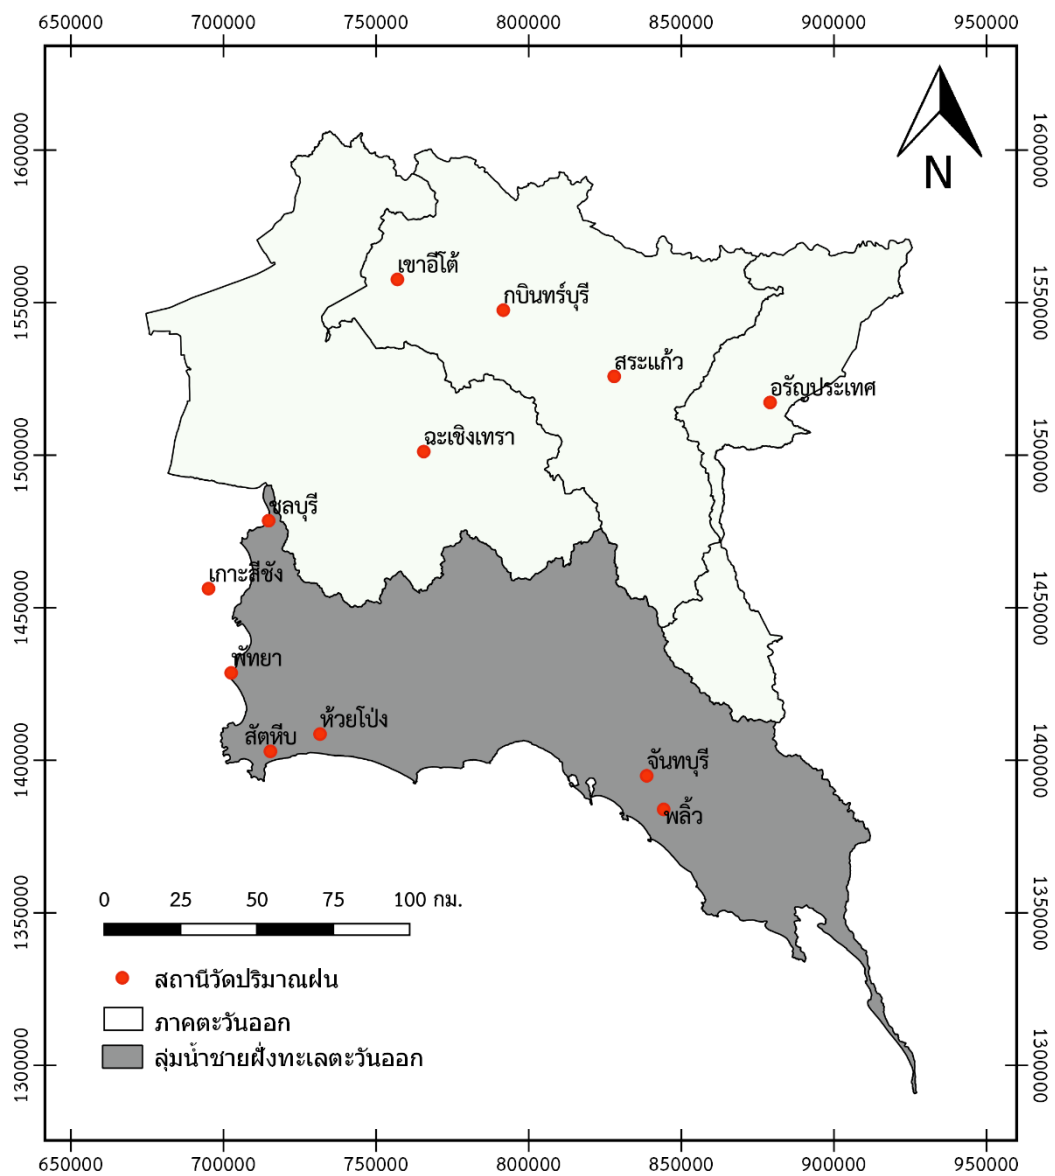 650000 700000 750000 800000 850000 900000 950000
1600000 1600000
N
เขาอีโต้
1550000 1550000
กบินทร์บุรี
สระแก้ว
อรัญประเทศ
ฉะเชิงเทรา
1500000 1500000
ชลบุรี
เกาะสีชัง
1450000 1450000
พัทยา
ห้วยโป่ง
สัตหีบ
จันทบุรี
1400000 1400000
พลิ้ว
0 25 50 75 100 กม.
1350000 1350000
สถานีวัดปริมาณฝน
ภาคตะวันออก
ลุ่มน้ำชายฝั่งทะเลตะวันออก
1300000 1300000
650000 700000 750000 800000 850000 900000 950000